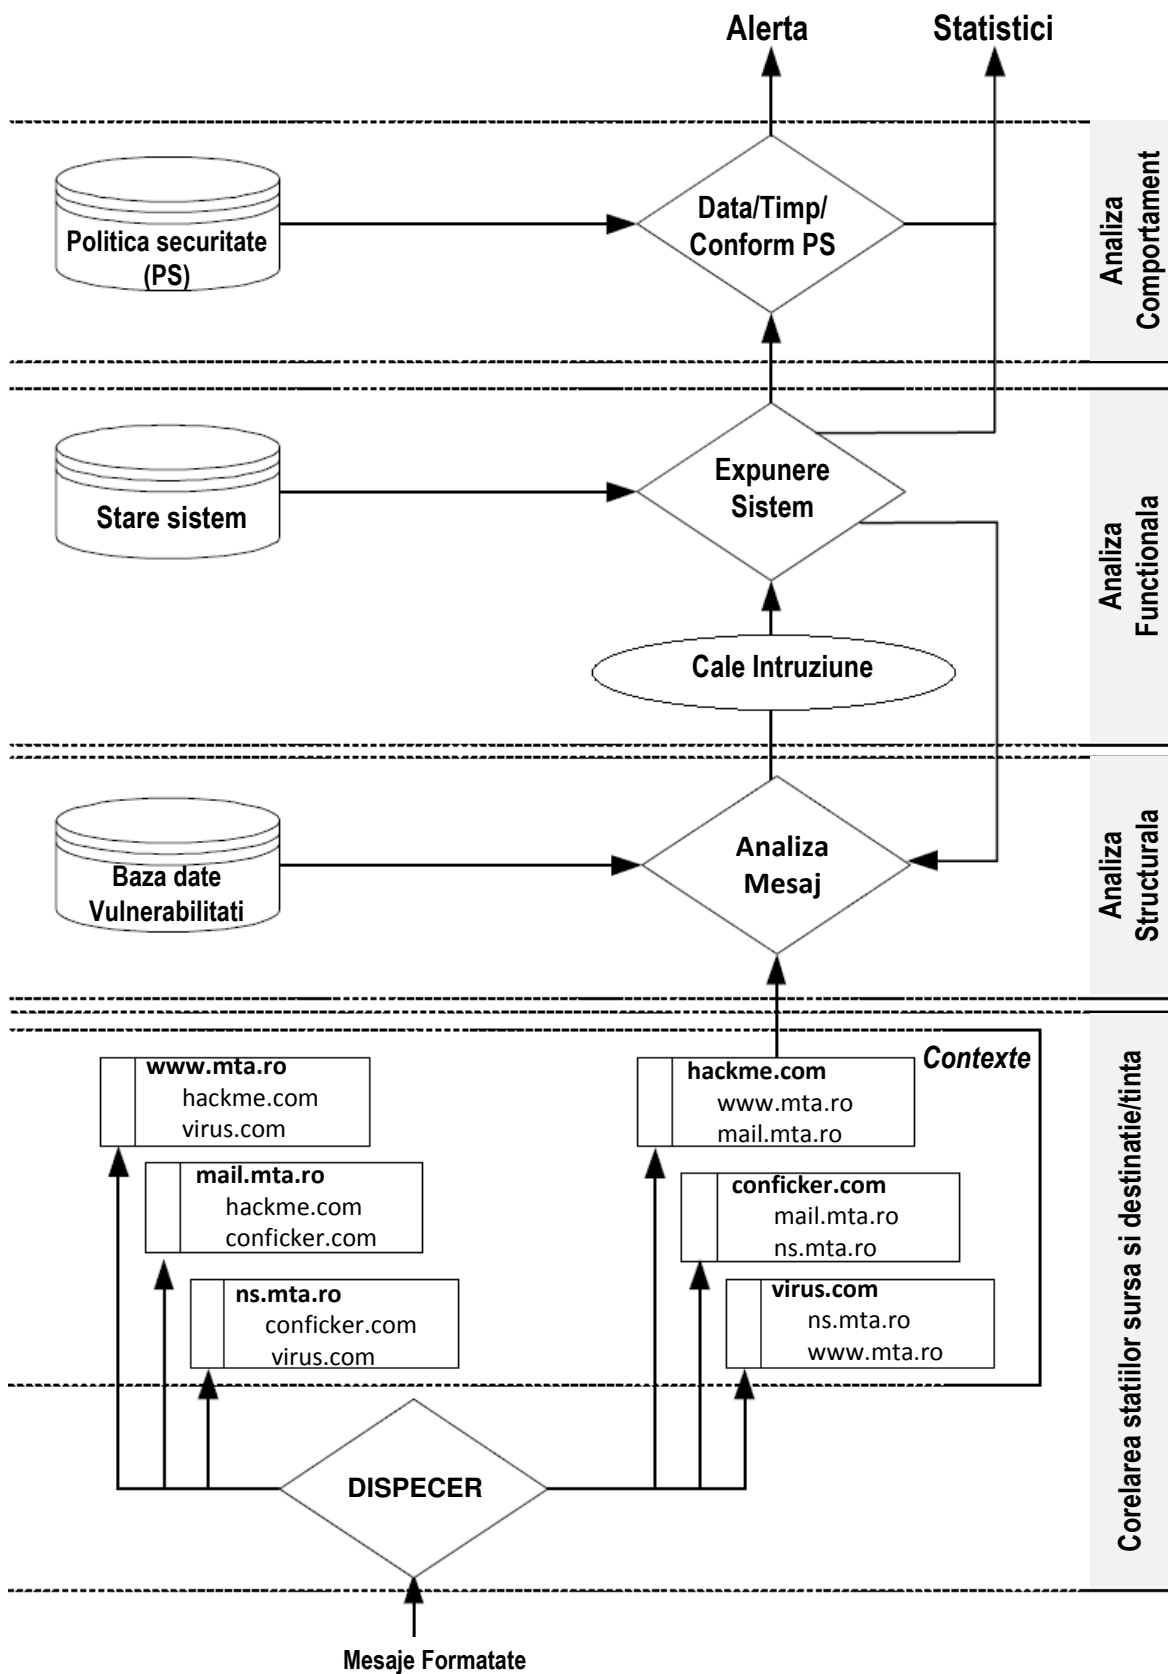 Alerta
Statistici
Politica securitate
(PS)
Data/Timp/
Conform PS
Analiza
Comportament
Stare sistem
Expunere
Sistem
Cale Intruziune
Analiza
Functionala
Baza date
Vulnerabilitati
Analiza
Mesaj
Analiza
Structurala
Contexte
www.mta.ro
hackme.com
virus.com
mail.mta.ro
hackme.com
conficker.com
ns.mta.ro
conficker.com
virus.com
hackme.com
www.mta.ro
mail.mta.ro
conficker.com
mail.mta.ro
ns.mta.ro
virus.com
ns.mta.ro
www.mta.ro
DISPECER
Corelarea statiilor sursa si destinatie/tinta
Mesaje Formatate